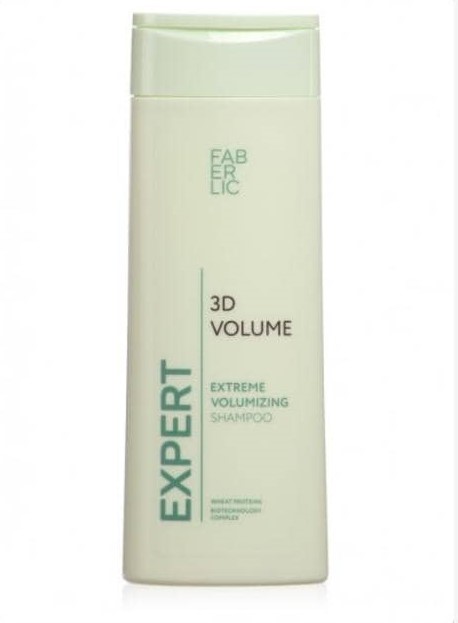 FAB
ER
LIC
3D
VOLUME
EXPERT
EXTREME
VOLUMIZING
SHAMPOO
WHEAT PROTEINS
BIOTECHNOLOGY
COMPLEX